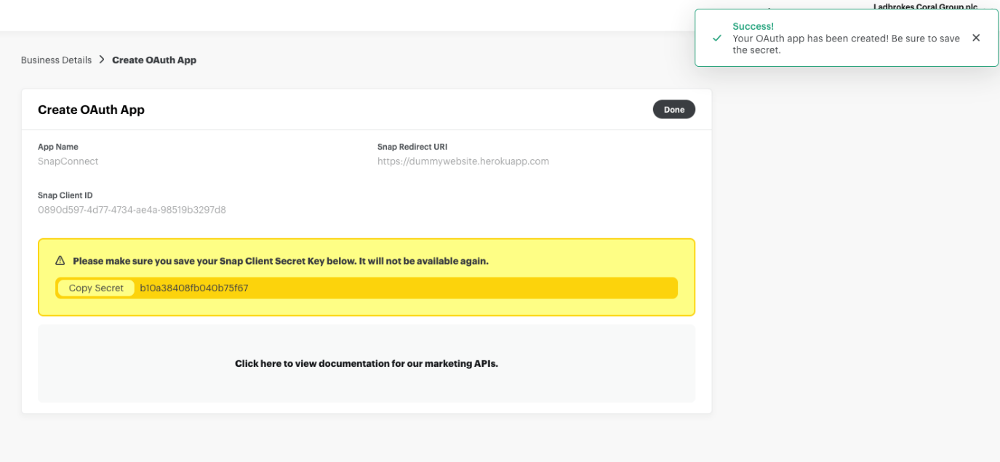 Ladbrokes Coral Group plc
Success!
Your OAuth app has been created! Be sure to save
the secret.
Business Details > Create OAuth App
Create OAuth App
Done
App Name
Snap Redirect URI
SnapConnect
https://dummywebsite.herokuapp.com
Snap Client ID
0890d597-4d77-4734-ae4a-98519b3297d8
Please make sure you save your Snap Client Secret Key below. It will not be available again.
Copy Secret b10a38408fb040b75f67
Click here to view documentation for our marketing APIs.